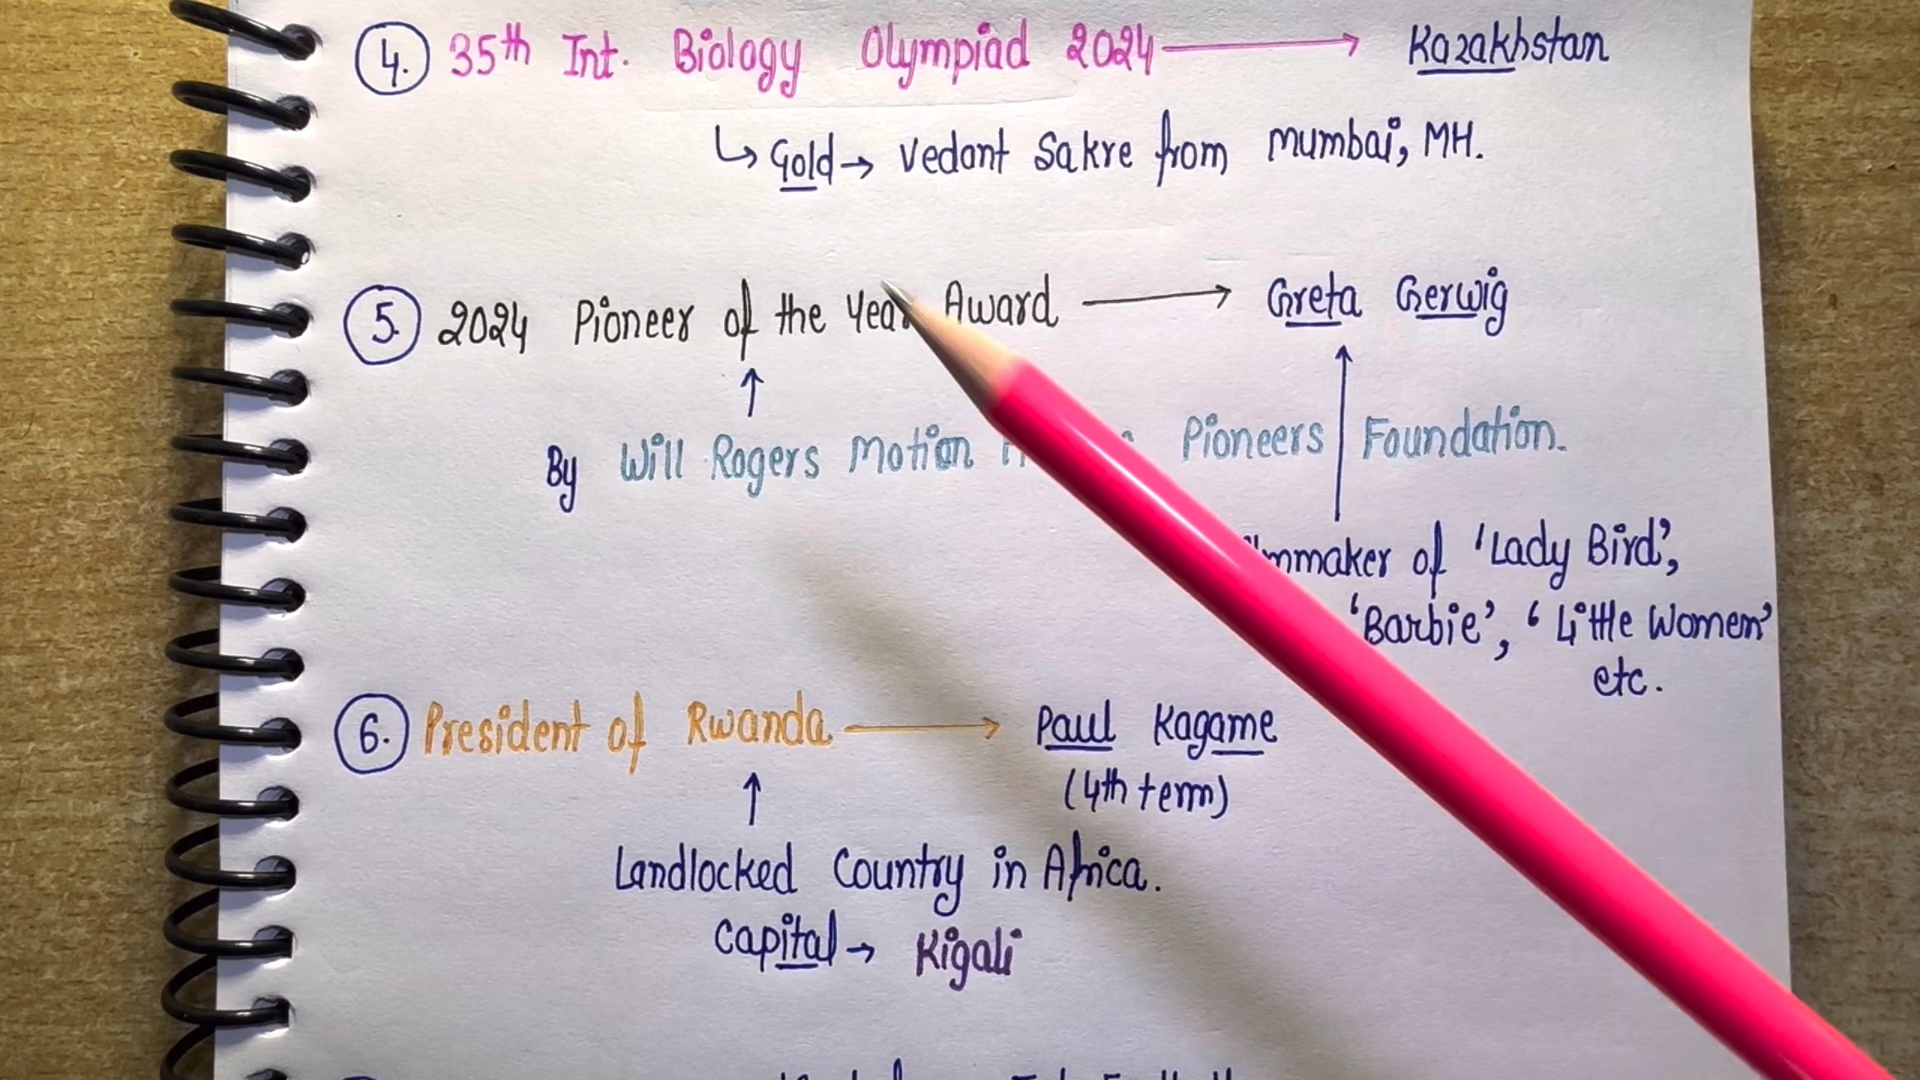 4. 35th Int. Biology Olympiad 2024 → Kazakhstan
↳ Gold → Vedant Sakre from Mumbai, MH.
5. 2024 Pioneer of the Year Award → Greta Gerwig
↑
By Will Rogers Motion Pioneers Foundation.
of 'Lady Bird',
'Barbie', 'Little Women'
etc.
6. President of Rwanda → Paul Kagame
(4th term)
↑
Landlocked Country in Africa.
Capital → Kigali